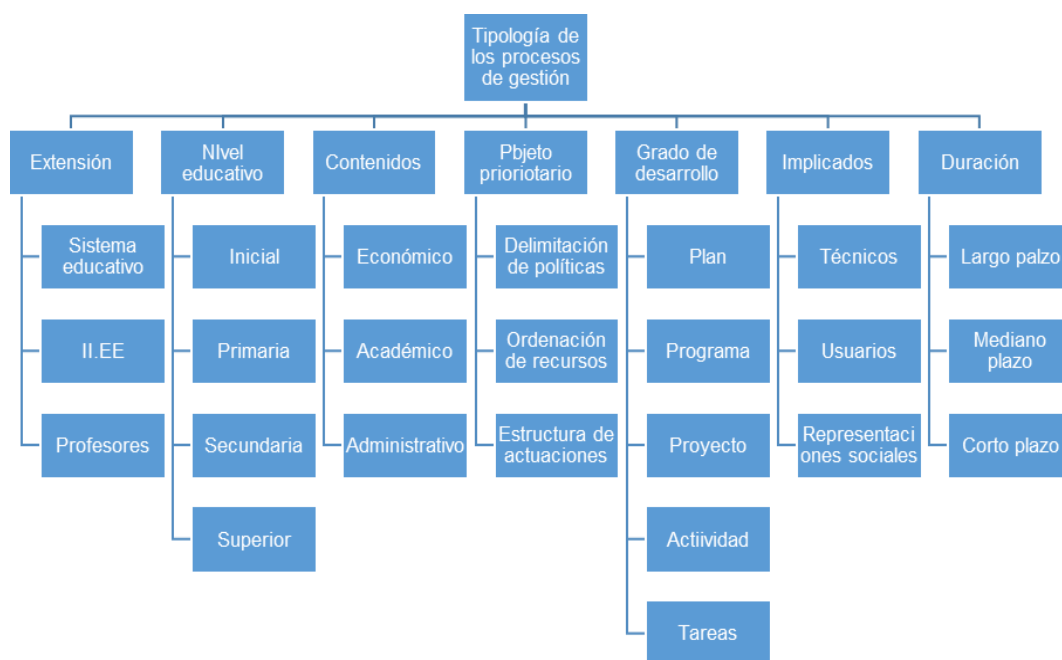 Tipología de
los procesos
de gestión
Extensión
NIvel
educativo
Contenidos
Pbjeto
prioriotario
Grado de
desarrollo
Implicados
Duración
Sistema
educativo
Inicial
Económico
Delimitación
de políticas
Plan
Técnicos
Largo palzo
II.EE
Primaria
Académico
Ordenación
de recursos
Programa
Usuarios
Mediano
plazo
Profesores
Secundaria
Administrativo
Estructura de
actuaciones
Proyecto
Representaci
ones sociales
Corto plazo
Superior
Actiividad
Tareas